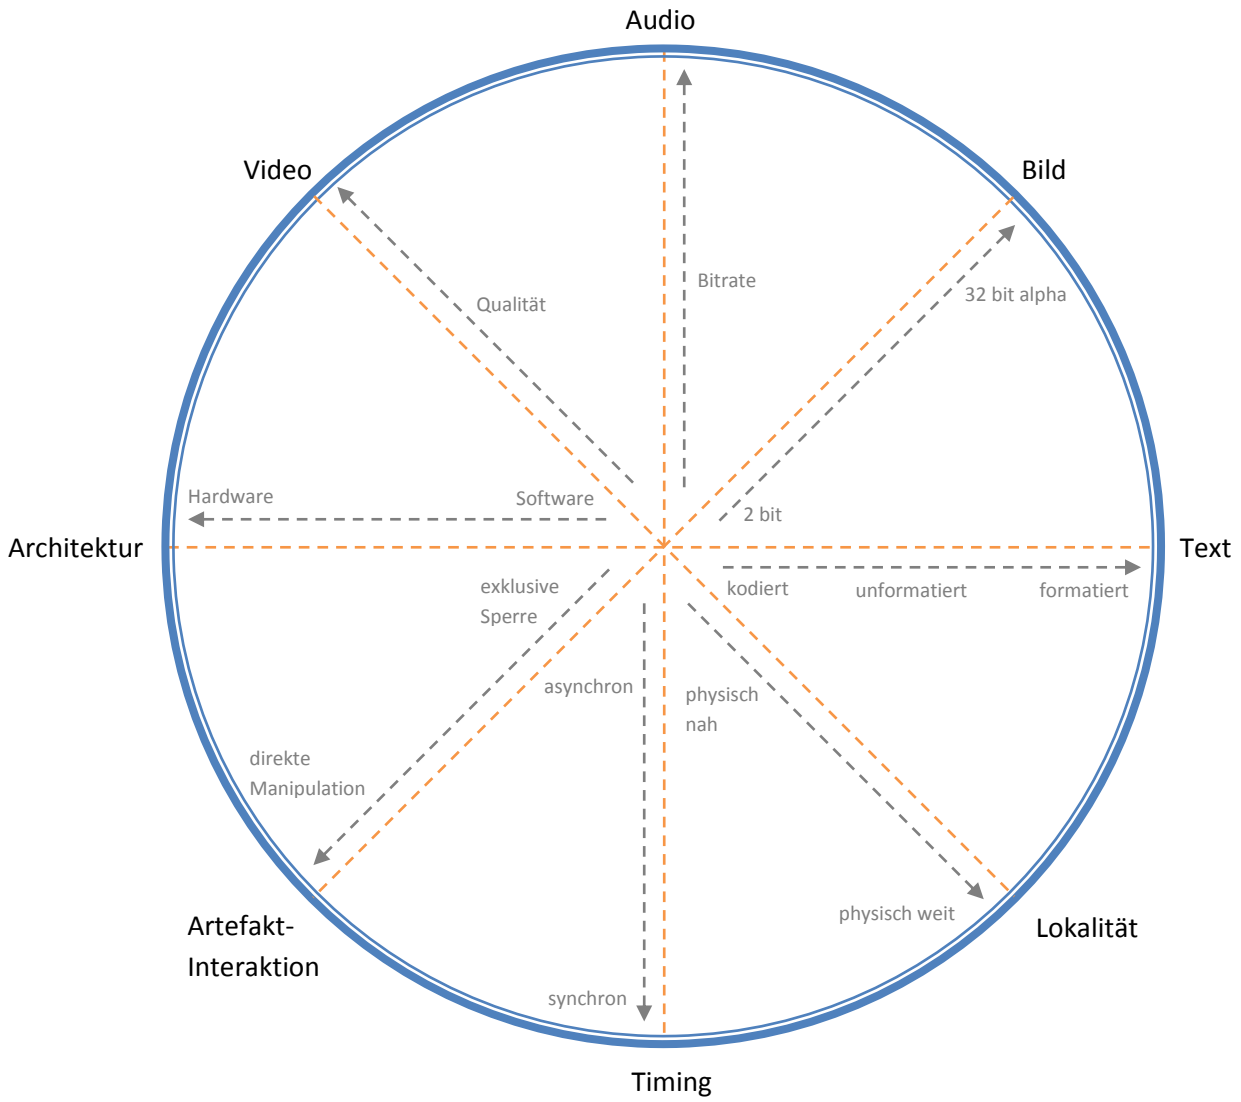 Audio
Video
Bild
Bitrate
32 bit alpha
Qualität
Hardware
Software
2 bit
Architektur
Text
exklusive
Sperre
kodiert
unformatiert
formatiert
asynchron
physisch
nah
direkte
Manipulation
physisch weit
Artefakt-
Interaktion
Lokalität
synchron
Timing